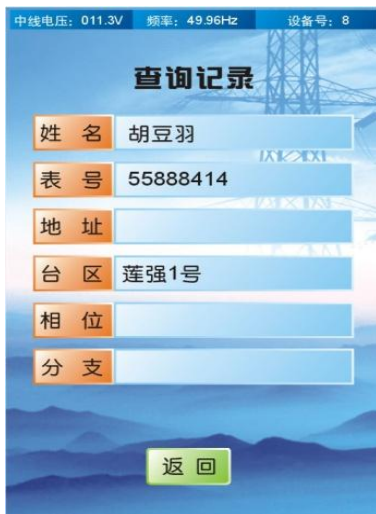 中线电压：011.3V 频率：49.96Hz 设备号：8
查询记录
姓 名 胡豆羽
表 号 55888414
地 址
台 区 莲强1号
相 位
分 支
返 回